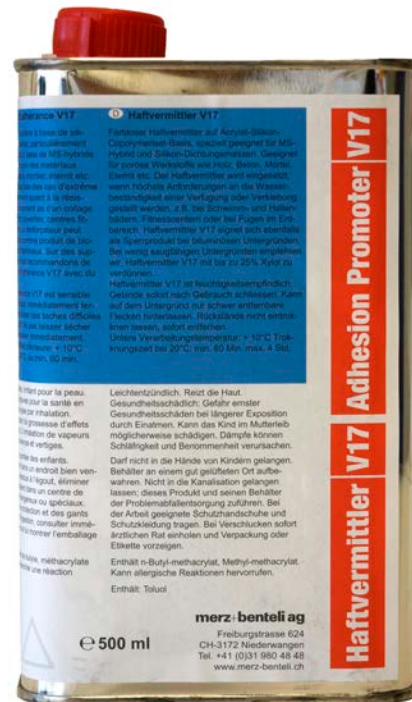 adhérence V17
D Haftvermittler V17
Farbloser Haftvermittler auf Acrylat-Silikon-
Copolymerisat-Basis, speziell geeignet für MS-
Hybrid und Silikon-Dichtungsmassen. Geeignet
für poröse Werkstoffe wie Holz, Beton, Mörtel,
Eternit etc. Der Haftvermittler wird eingesetzt,
wenn höchste Anforderungen an die Wasser-
beständigkeit einer Verfugung oder Verklebung
gestellt werden, z.B. bei Schwimm- und Hallen-
bädern, Fitnesscentern oder bei Fugen im Erd-
bereich. Haftvermittler V17 eignet sich ebenfalls
als Sperrprodukt bei bituminösen Untergründen.
Bei wenig saugfähigen Untergründen empfehlen
wir, Haftvermittler V17 mit bis zu 25% Xylol zu
verdünnen.
Haftvermittler V17 ist feuchtigkeitsempfindlich.
Gebinde sofort nach Gebrauch schliessen. Kann
auf dem Untergrund nur schwer entfernbare
Flecken hinterlassen. Rückstände nicht eintrock-
nen lassen, sofort entfernen.
Untere Verarbeitungstemperatur: + 10°C Trok-
knungszeit bei 20°C: min. 60 Min. max. 4 Std.
Leichtentzündlich. Reizt die Haut.
Gesundheitsschädlich: Gefahr ernster
Gesundheitsschäden bei längerer Exposition
durch Einatmen. Kann das Kind im Mutterleib
möglicherweise schädigen. Dämpfe können
Schläfrigkeit und Benommenheit verursachen.
Darf nicht in die Hände von Kindern gelangen.
Behälter an einem gut gelüfteten Ort aufbe-
wahren. Nicht in die Kanalisation gelangen
lassen; dieses Produkt und seinen Behälter
der Problemabfallentsorgung zuführen. Bei
der Arbeit geeignete Schutzhandschuhe und
Schutzkleidung tragen. Bei Verschlucken sofort
ärztlichen Rat einholen und Verpackung oder
Etikette vorzeigen.
Enthält n-Butyl-methacrylat, Methyl-methacrylat.
Kann allergische Reaktionen hervorrufen.
Enthält: Toluol
merz+benteli ag
Freiburgstrasse 624
CH-3172 Niederwangen
Tel. +41 (0)31 980 48 48
www.merz-benteli.ch
℮ 500 ml
Haftvermittler V17 Adhesion Promoter V17